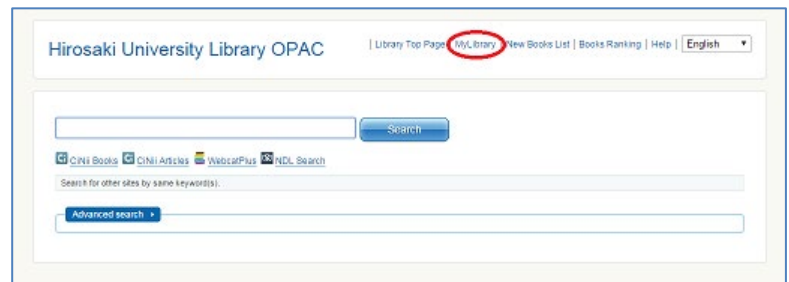 Hirosaki University Library OPAC
| Library Top Page | MyLibrary | New Books List | Books Ranking | Help | English
Search
CiNii Books CiNii Articles WebcatPlus NDL Search
Search for other sites by same keyword(s).
Advanced search